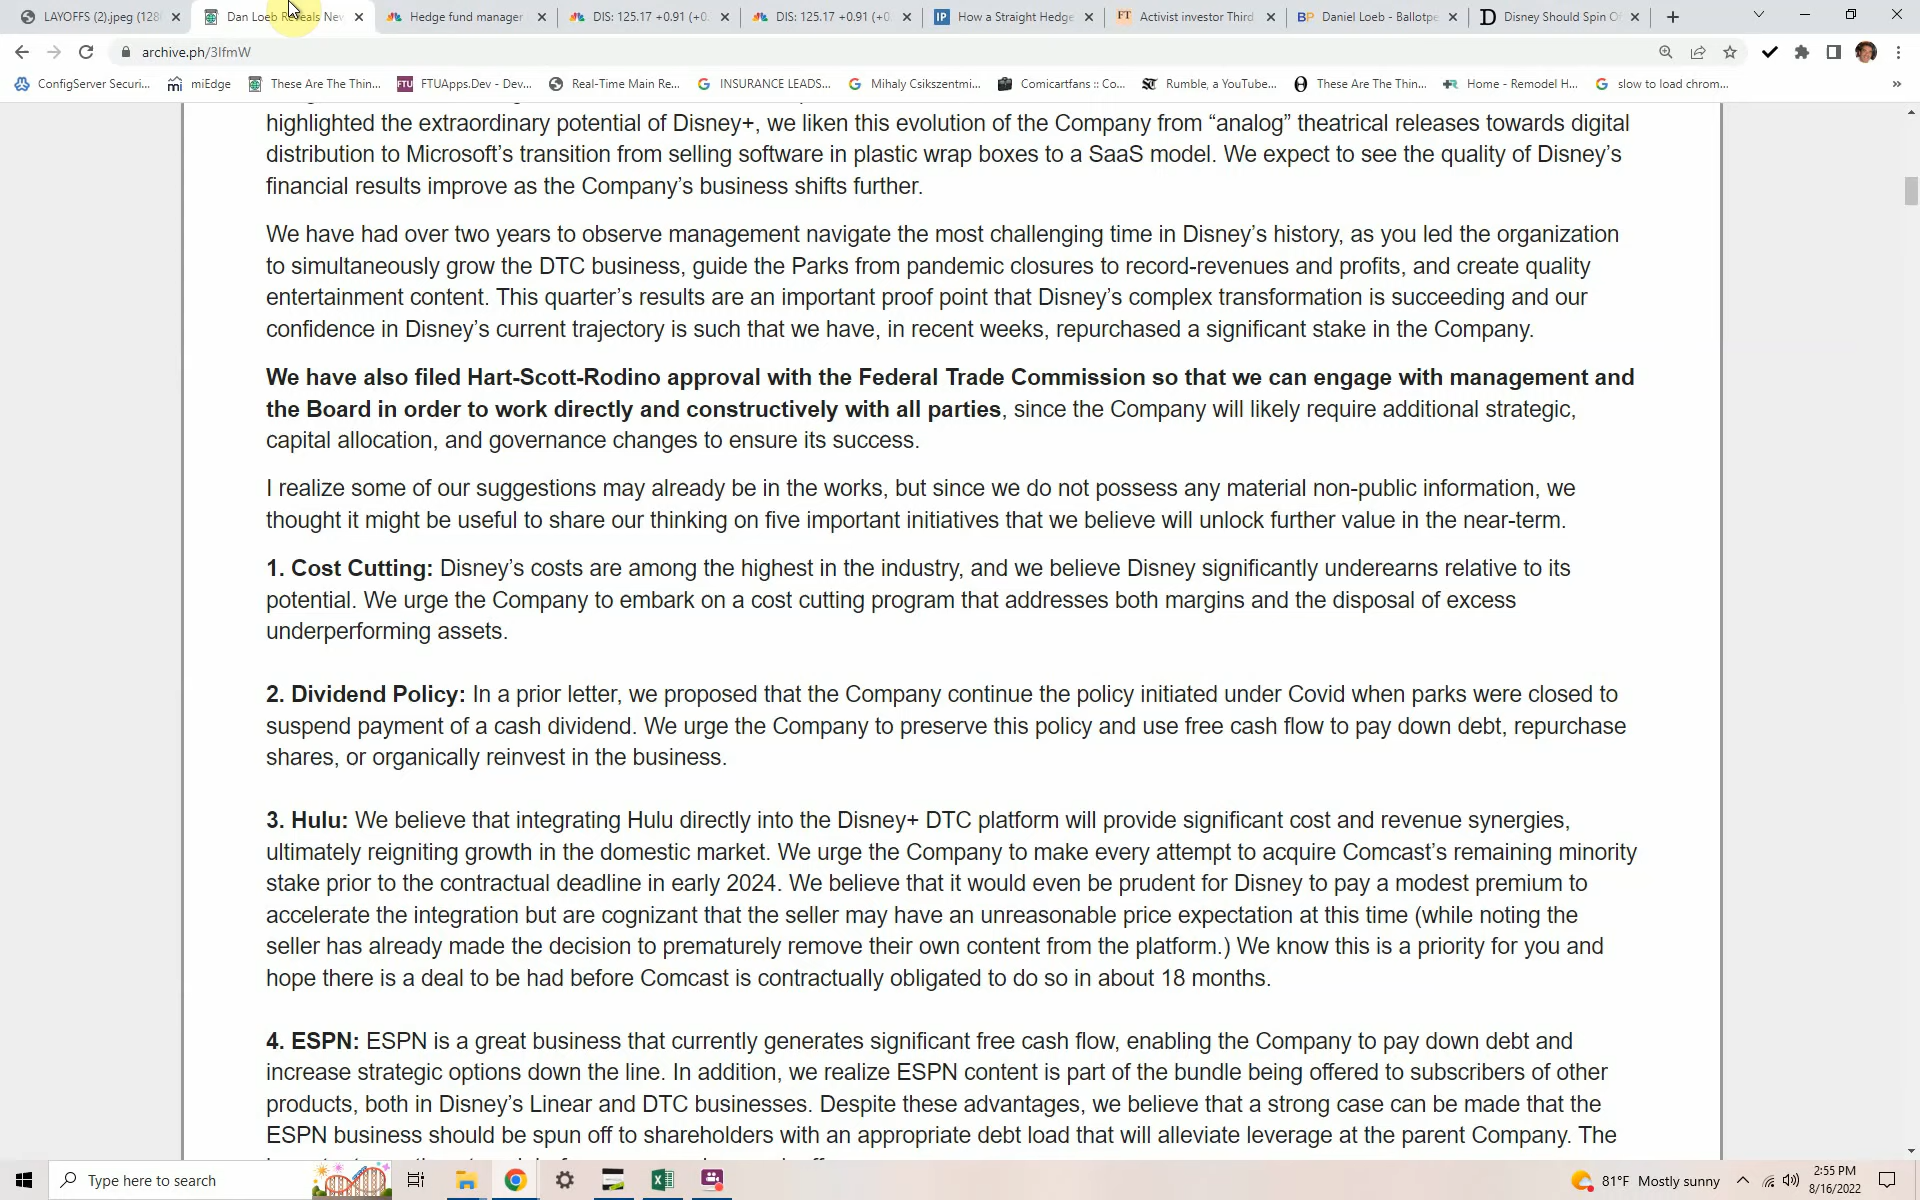 LAYOFFS (2).jpeg (128
Dan Loeb Reveals New
Hedge fund manager
DIS: 125.17 +0.91 (+0.
DIS: 125.17 +0.91 (+0.
IP
How a Straight Hedge
FT
Activist investor Third
BP
Daniel Loeb - Ballotpe
D
Disney Should Spin O
archive.ph/3IfmW
ConfigServer Securi...
miEdge
These Are The Thin...
FTU
FTUApps.Dev - Dev...
Real-Time Main Re...
INSURANCE LEADS...
Mihaly Csikszentmi...
Comicartfans :: Co...
Rumble, a YouTube...
These Are The Thin...
Home - Remodel H...
slow to load chrom...
highlighted the extraordinary potential of Disney+, we liken this evolution of the Company from “analog” theatrical releases towards digital
distribution to Microsoft’s transition from selling software in plastic wrap boxes to a SaaS model. We expect to see the quality of Disney’s
financial results improve as the Company’s business shifts further.
We have had over two years to observe management navigate the most challenging time in Disney’s history, as you led the organization
to simultaneously grow the DTC business, guide the Parks from pandemic closures to record-revenues and profits, and create quality
entertainment content. This quarter’s results are an important proof point that Disney’s complex transformation is succeeding and our
confidence in Disney’s current trajectory is such that we have, in recent weeks, repurchased a significant stake in the Company.
We have also filed Hart-Scott-Rodino approval with the Federal Trade Commission so that we can engage with management and
the Board in order to work directly and constructively with all parties, since the Company will likely require additional strategic,
capital allocation, and governance changes to ensure its success.
I realize some of our suggestions may already be in the works, but since we do not possess any material non-public information, we
thought it might be useful to share our thinking on five important initiatives that we believe will unlock further value in the near-term.
1. Cost Cutting: Disney’s costs are among the highest in the industry, and we believe Disney significantly underearns relative to its
potential. We urge the Company to embark on a cost cutting program that addresses both margins and the disposal of excess
underperforming assets.
2. Dividend Policy: In a prior letter, we proposed that the Company continue the policy initiated under Covid when parks were closed to
suspend payment of a cash dividend. We urge the Company to preserve this policy and use free cash flow to pay down debt, repurchase
shares, or organically reinvest in the business.
3. Hulu: We believe that integrating Hulu directly into the Disney+ DTC platform will provide significant cost and revenue synergies,
ultimately reigniting growth in the domestic market. We urge the Company to make every attempt to acquire Comcast’s remaining minority
stake prior to the contractual deadline in early 2024. We believe that it would even be prudent for Disney to pay a modest premium to
accelerate the integration but are cognizant that the seller may have an unreasonable price expectation at this time (while noting the
seller has already made the decision to prematurely remove their own content from the platform.) We know this is a priority for you and
hope there is a deal to be had before Comcast is contractually obligated to do so in about 18 months.
4. ESPN: ESPN is a great business that currently generates significant free cash flow, enabling the Company to pay down debt and
increase strategic options down the line. In addition, we realize ESPN content is part of the bundle being offered to subscribers of other
products, both in Disney’s Linear and DTC businesses. Despite these advantages, we believe that a strong case can be made that the
ESPN business should be spun off to shareholders with an appropriate debt load that will alleviate leverage at the parent Company. The
Type here to search
81°F Mostly sunny
2:55 PM
8/16/2022